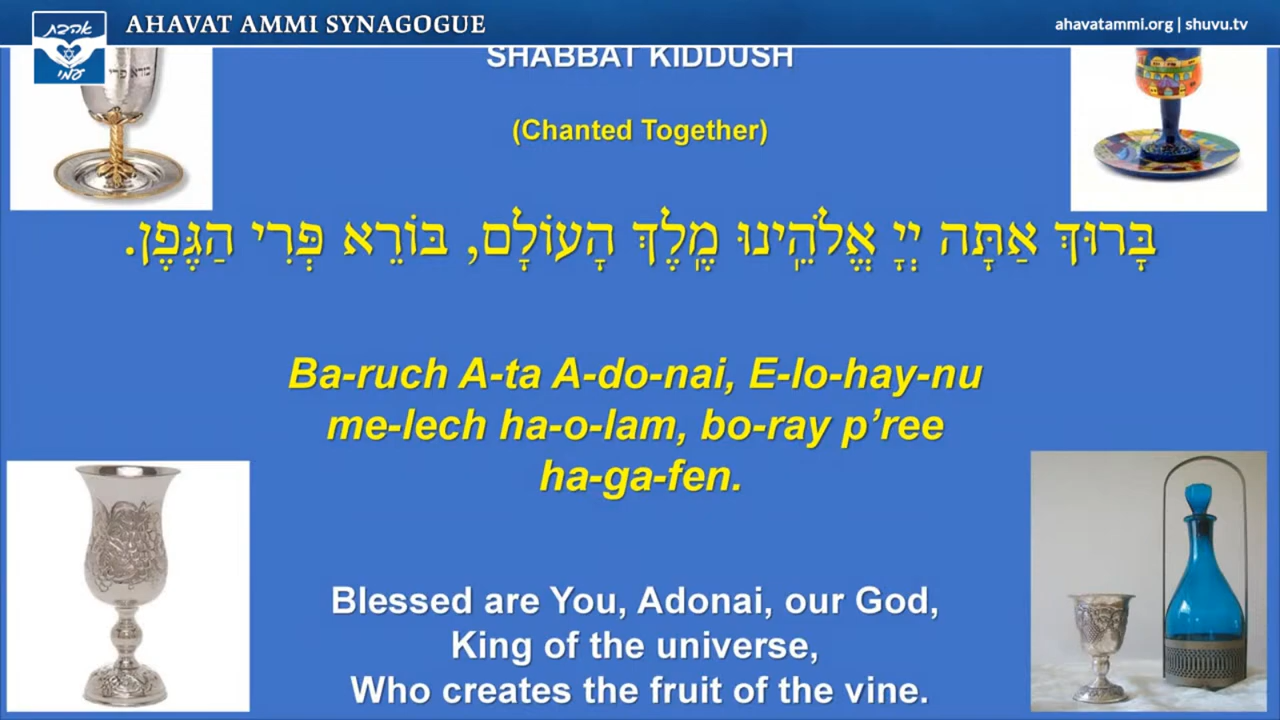 אהבת
עמי
AHAVAT AMMI SYNAGOGUE
ahavatammi.org | shuvu.tv
SHABBAT KIDDUSH
(Chanted Together)
בָּרוּךְ אַתָּה יְיָ אֱלֹהֵֽינוּ מֶֽלֶךְ הָעוֹלָם, בּוֹרֵא פְּרִי הַגֶּֽפֶן.
Ba-ruch A-ta A-do-nai, E-lo-hay-nu
me-lech ha-o-lam, bo-ray p’ree
ha-ga-fen.
Blessed are You, Adonai, our God,
King of the universe,
Who creates the fruit of the vine.